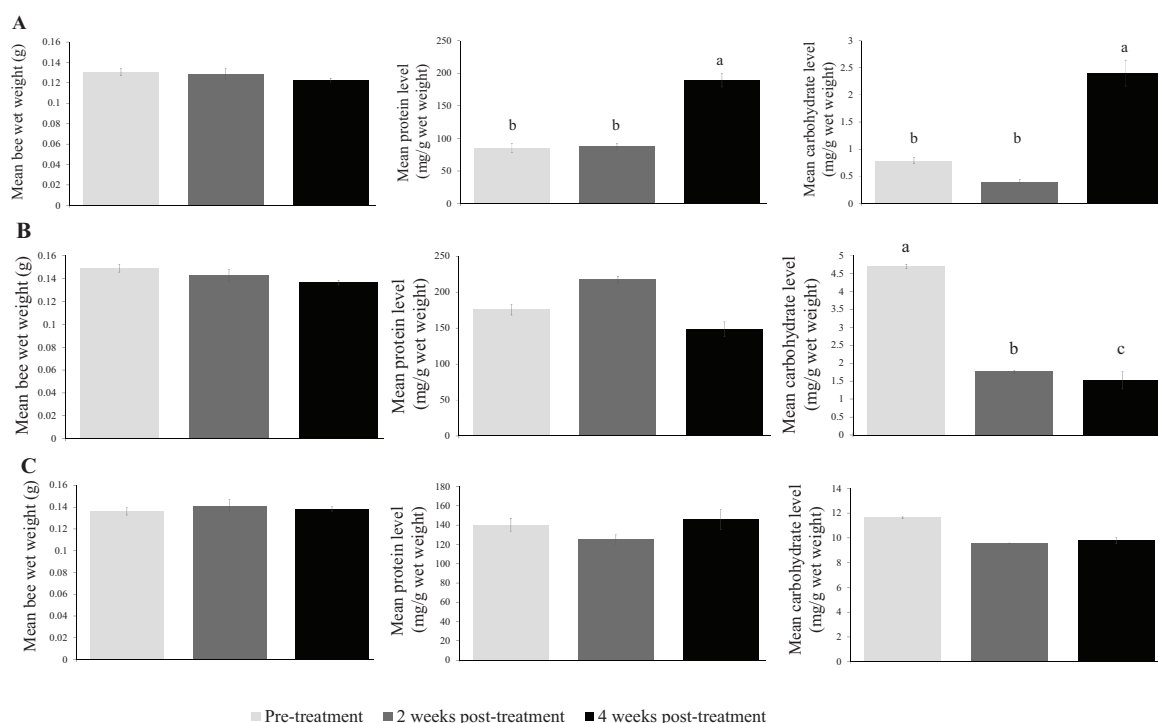 A
Mean bee wet weight (g)
0.16
0.14
0.12
0.1
0.08
0.06
0.04
0.02
0
Mean protein level
(mg/g wet weight)
250
200
150
100
50
0
b
b
a
Mean carbohydrate level
(mg/g wet weight)
3
2.5
2
1.5
1
0.5
0
b
b
a
B
Mean bee wet weight (g)
0.16
0.14
0.12
0.1
0.08
0.06
0.04
0.02
0
Mean protein level
(mg/g wet weight)
250
200
150
100
50
0
Mean carbohydrate level
(mg/g wet weight)
5
4.5
4
3.5
3
2.5
2
1.5
1
0.5
0
a
b
c
C
Mean bee wet weight (g)
0.16
0.14
0.12
0.1
0.08
0.06
0.04
0.02
0
Mean protein level
(mg/g wet weight)
180
160
140
120
100
80
60
40
20
0
Mean carbohydrate level
(mg/g wet weight)
14
12
10
8
6
4
2
0
Pre-treatment 2 weeks post-treatment 4 weeks post-treatment